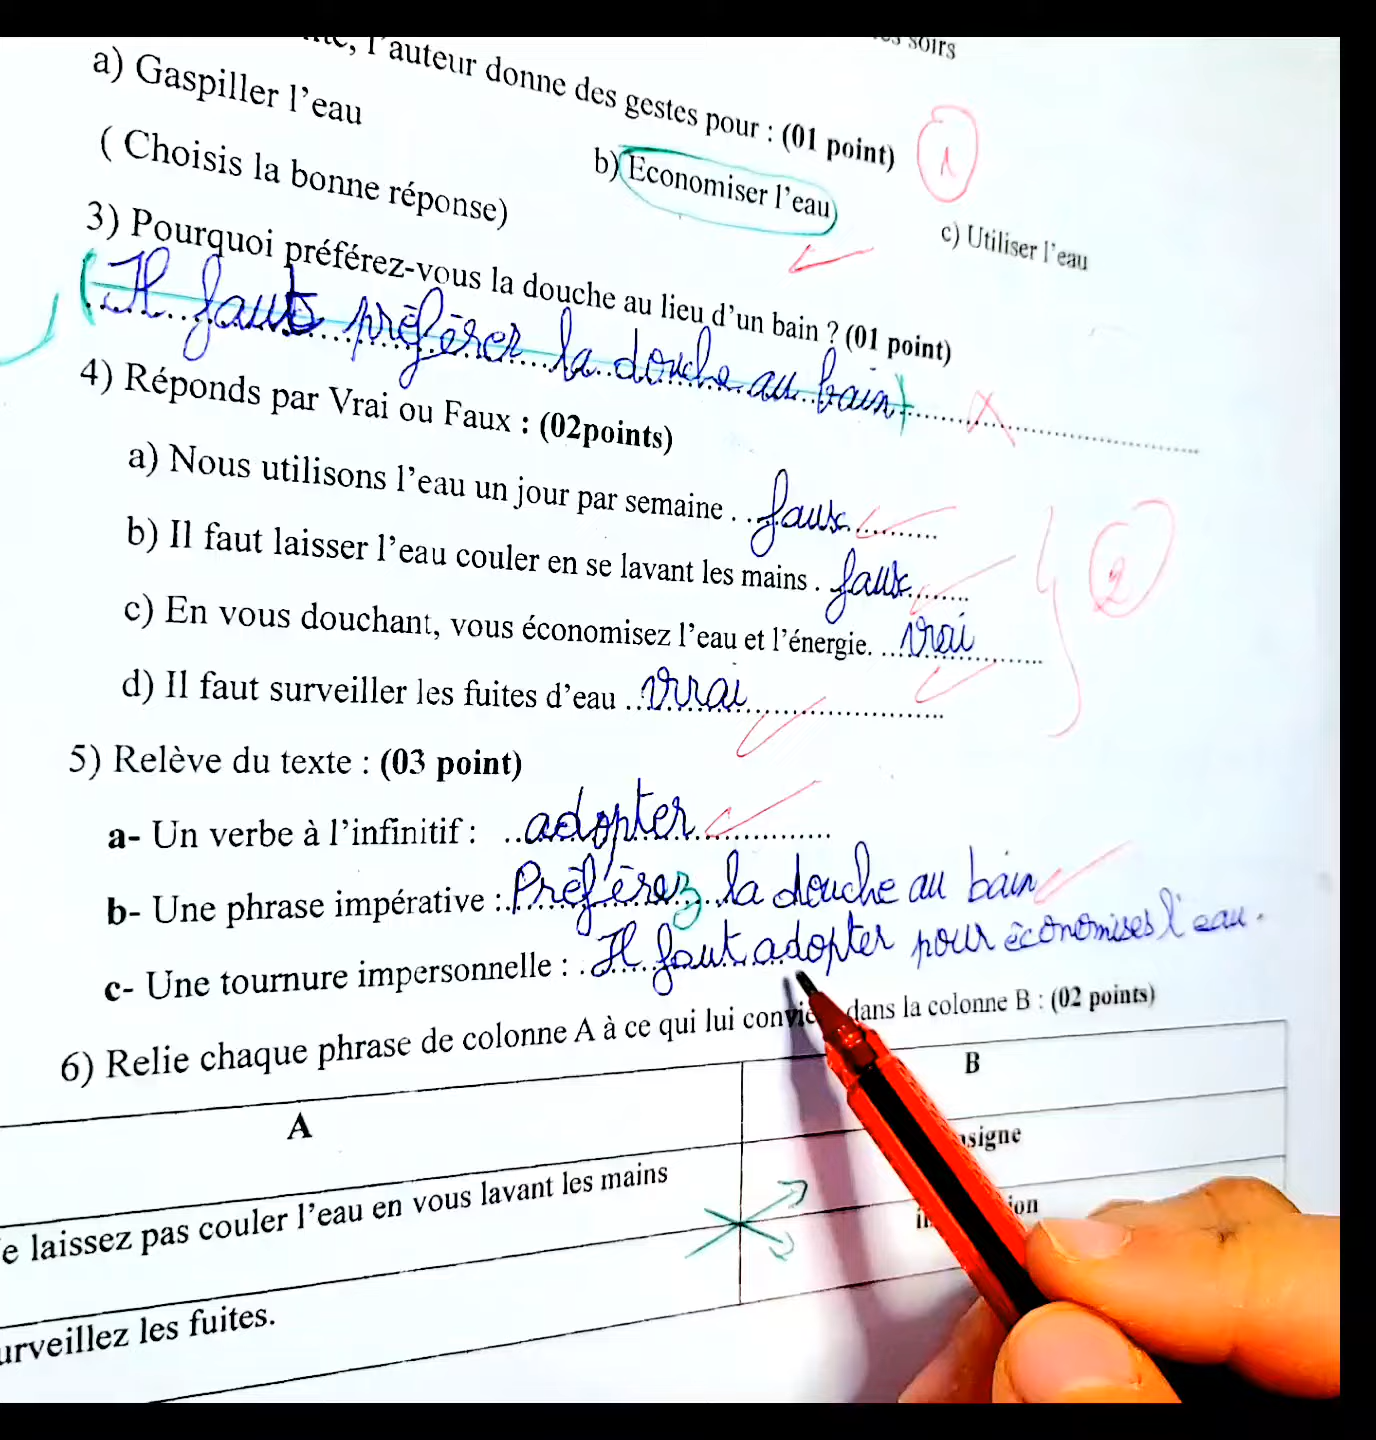 l'auteur donne des gestes pour : (01 point)
soirs
1
a) Gaspiller l'eau
b) Economiser l'eau
c) Utiliser l'eau
( Choisis la bonne réponse)
3) Pourquoi préférez-vous la douche au lieu d'un bain ? (01 point)
(Il faut préférer la douche au bain)
4) Réponds par Vrai ou Faux : (02points)
a) Nous utilisons l'eau un jour par semaine . . faux
b) Il faut laisser l'eau couler en se lavant les mains . faux
2
c) En vous douchant, vous économisez l'eau et l'énergie. vrai
d) Il faut surveiller les fuites d'eau vrai
5) Relève du texte : (03 point)
a- Un verbe à l'infinitif : adopter
b- Une phrase impérative : Préférez la douche au bain
c- Une tournure impersonnelle : Il faut adopter pour économises l'eau.
6) Relie chaque phrase de colonne A à ce qui lui dans la colonne B : (02 points)
A
B
laissez pas couler l'eau en vous lavant les mains
les fuites.